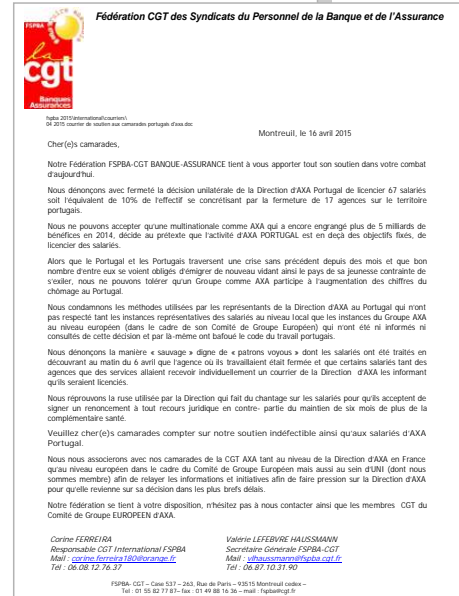 Fédération CGT des Syndicats du Personnel de la Banque et de l'Assurance
FSPBA
la
cgt
Banques
Assurances
fspba 2015\international\courriers\
04 2015 courrier de soutien aux camarades portugais d'axa.doc
Montreuil, le 16 avril 2015
Cher(e)s camarades,
Notre Fédération FSPBA-CGT BANQUE-ASSURANCE tient à vous apporter tout son soutien dans votre combat
d'aujourd'hui.
Nous dénonçons avec fermeté la décision unilatérale de la Direction d'AXA Portugal de licencier 67 salariés
soit l'équivalent de 10% de l'effectif se concrétisant par la fermeture de 17 agences sur le territoire
portugais.
Nous ne pouvons accepter qu'une multinationale comme AXA qui a encore engrangé plus de 5 milliards de
bénéfices en 2014, décide au prétexte que l'activité d'AXA PORTUGAL est en deçà des objectifs fixés, de
licencier des salariés.
Alors que le Portugal et les Portugais traversent une crise sans précédent depuis des mois et que bon
nombre d'entre eux se voient obligés d'émigrer de nouveau vidant ainsi le pays de sa jeunesse contrainte de
s'exiler, nous ne pouvons tolérer qu'un Groupe comme AXA participe à l'augmentation des chiffres du
chômage au Portugal.
Nous condamnons les méthodes utilisées par les représentants de la Direction d'AXA au Portugal qui n'ont
pas respecté tant les instances représentatives des salariés au niveau local que les instances du Groupe AXA
au niveau européen (dans le cadre de son Comité de Groupe Européen) qui n'ont été ni informés ni
consultés de cette décision et par là-même ont bafoué le code du travail portugais.
Nous dénonçons la manière « sauvage » digne de « patrons voyous » dont les salariés ont été traités en
découvrant au matin du 6 avril que l'agence où ils travaillaient était fermée et que certains salariés tant des
agences que des services allaient recevoir individuellement un courrier de la Direction d'AXA les informant
qu'ils seraient licenciés.
Nous réprouvons la ruse utilisée par la Direction qui fait du chantage sur les salariés pour qu'ils acceptent de
signer un renoncement à tout recours juridique en contre- partie du maintien de six mois de plus de la
complémentaire santé.
Veuillez cher(e)s camarades compter sur notre soutien indéfectible ainsi qu'aux salariés d'AXA
Portugal.
Nous nous associerons avec nos camarades de la CGT AXA tant au niveau de la Direction d'AXA en France
qu'au niveau européen dans le cadre du Comité de Groupe Européen mais aussi au sein d'UNI (dont nous
sommes membre) afin de relayer les informations et initiatives afin de faire pression sur la Direction d'AXA
pour qu'elle revienne sur sa décision dans les plus brefs délais.
Notre fédération se tient à votre disposition, n'hésitez pas à nous contacter ainsi que les membres CGT du
Comité de Groupe EUROPEEN d'AXA.
Corine FERREIRA Valérie LEFEBVRE HAUSSMANN
Responsable CGT International FSPBA Secrétaire Générale FSPBA-CGT
Mail : corine.ferreira180@orange.fr Mail : vlhaussmann@fspba.cgt.fr
Tél : 06.08.12.76.37 Tél : 06.87.10.31.90
FSPBA- CGT – Case 537 – 263, Rue de Paris – 93515 Montreuil cedex –
Tel : 01 55 82 77 87– fax : 01 49 88 16 36 – mail : fspba@cgt.fr